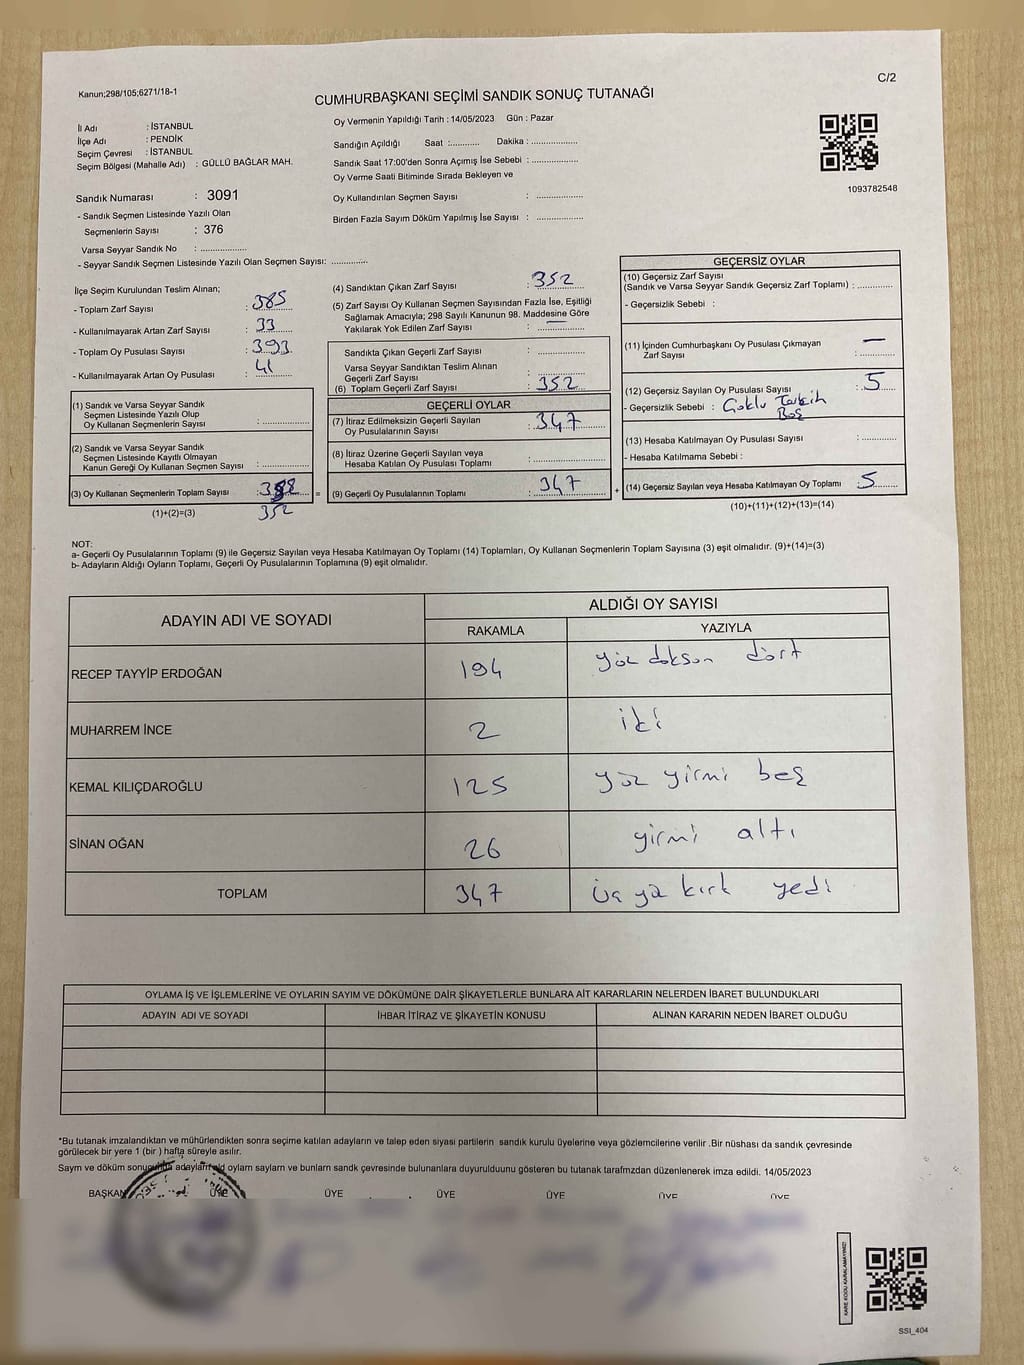 Kanun;298/105;6271/18-1
C/2
CUMHURBAŞKANI SEÇİMİ SANDIK SONUÇ TUTANAĞI
İl Adı : İSTANBUL
İlçe Adı : PENDİK
Seçim Çevresi : İSTANBUL
Seçim Bölgesi (Mahalle Adı) : GÜLLÜ BAĞLAR MAH.
Sandık Numarası : 3091
- Sandık Seçmen Listesinde Yazılı Olan
Seçmenlerin Sayısı : 376
Varsa Seyyar Sandık No : ...................
- Seyyar Sandık Seçmen Listesinde Yazılı Olan Seçmen Sayısı: ...............
Oy Vermenin Yapıldığı Tarih : 14/05/2023 Gün : Pazar
Sandığın Açıldığı Saat :............... Dakika : ...................
Sandık Saat 17:00'den Sonra Açımış İse Sebebi : ...................
Oy Verme Saati Bitiminde Sırada Bekleyen ve
Oy Kullandırılan Seçmen Sayısı : ...................
Birden Fazla Sayım Döküm Yapılmış İse Sayısı : ...................
1093782548
İlçe Seçim Kurulundan Teslim Alınan;
- Toplam Zarf Sayısı : 385
- Kullanılmayarak Artan Zarf Sayısı : 33
- Toplam Oy Pusulası Sayısı : 393
- Kullanılmayarak Artan Oy Pusulası : 41
(1) Sandık ve Varsa Seyyar Sandık
Seçmen Listesinde Yazılı Olup
Oy Kullanan Seçmenlerin Sayısı : ...................
(2) Sandık ve Varsa Seyyar Sandık
Seçmen Listesinde Kayıtlı Olmayan
Kanun Gereği Oy Kullanan Seçmen Sayısı : ...................
(3) Oy Kullanan Seçmenlerin Toplam Sayısı : =
(1)+(2)=(3) 352
(4) Sandıktan Çıkan Zarf Sayısı : 352
(5) Zarf Sayısı Oy Kullanan Seçmen Sayısından Fazla İse, Eşitliği
Sağlamak Amacıyla; 298 Sayılı Kanunun 98. Maddesine Göre
Yakılarak Yok Edilen Zarf Sayısı : —
Sandıkta Çıkan Geçerli Zarf Sayısı : ...................
Varsa Seyyar Sandıktan Teslim Alınan
Geçerli Zarf Sayısı : ...................
(6) Toplam Geçerli Zarf Sayısı : 352
GEÇERLİ OYLAR
(7) İtiraz Edilmeksizin Geçerli Sayılan
Oy Pusulalarının Sayısı : 347
(8) İtiraz Üzerine Geçerli Sayılan veya
Hesaba Katılan Oy Pusulası Toplamı : ...................
(9) Geçerli Oy Pusulalarının Toplamı : 347 +
GEÇERSİZ OYLAR
(10) Geçersiz Zarf Sayısı
(Sandık ve Varsa Seyyar Sandık Geçersiz Zarf Toplamı) : ...............
- Geçersizlik Sebebi :
(11) İçinden Cumhurbaşkanı Oy Pusulası Çıkmayan
Zarf Sayısı : —
(12) Geçersiz Sayılan Oy Pusulası Sayısı : 5
- Geçersizlik Sebebi : Çoklu Tercih
Boş
(13) Hesaba Katılmayan Oy Pusulası Sayısı : ...............
- Hesaba Katılmama Sebebi :
(14) Geçersiz Sayılan veya Hesaba Katılmayan Oy Toplamı : 5
(10)+(11)+(12)+(13)=(14)
NOT:
a- Geçerli Oy Pusulalarının Toplamı (9) ile Geçersiz Sayılan veya Hesaba Katılmayan Oy Toplamı (14) Toplamları, Oy Kullanan Seçmenlerin Toplam Sayısına (3) eşit olmalıdır. (9)+(14)=(3)
b- Adayların Aldığı Oyların Toplamı, Geçerli Oy Pusulalarının Toplamına (9) eşit olmalıdır.
ADAYIN ADI VE SOYADI
ALDIĞI OY SAYISI
RAKAMLA YAZIYLA
RECEP TAYYİP ERDOĞAN 194 yüz doksan dört
MUHARREM İNCE 2 iki
KEMAL KILIÇDAROĞLU 125 yüz yirmi beş
SİNAN OĞAN 26 yirmi altı
TOPLAM 347 üç yz kırk yedi
OYLAMA İŞ VE İŞLEMLERİNE VE OYLARIN SAYIM VE DÖKÜMÜNE DAİR ŞİKAYETLERLE BUNLARA AİT KARARLARIN NELERDEN İBARET BULUNDUKLARI
ADAYIN ADI VE SOYADI İHBAR İTİRAZ VE ŞİKAYETİN KONUSU ALINAN KARARIN NEDEN İBARET OLDUĞU
*Bu tutanak imzalandıktan ve mühürlendikten sonra seçime katılan adayların ve talep eden siyası partilerin sandık kurulu üyelerine veya gözlemcilerine verilir .Bir nüshası da sandık çevresinde
görülecek bir yere 1 (bir ) hafta süreyle asılır.
Sayım ve döküm sonucunda adayların oyların sayların ve bunların sandk çevresinde bulunanlara duyurulduunu gösteren bu tutanak tarafmzdan düzenlenerek imza edildi. 14/05/2023
BAŞKAN ÜYE ÜYE ÜYE ÜYE ÜYE ÜYE
KARE KODU KARALAMAYINIZ!
SSI_404